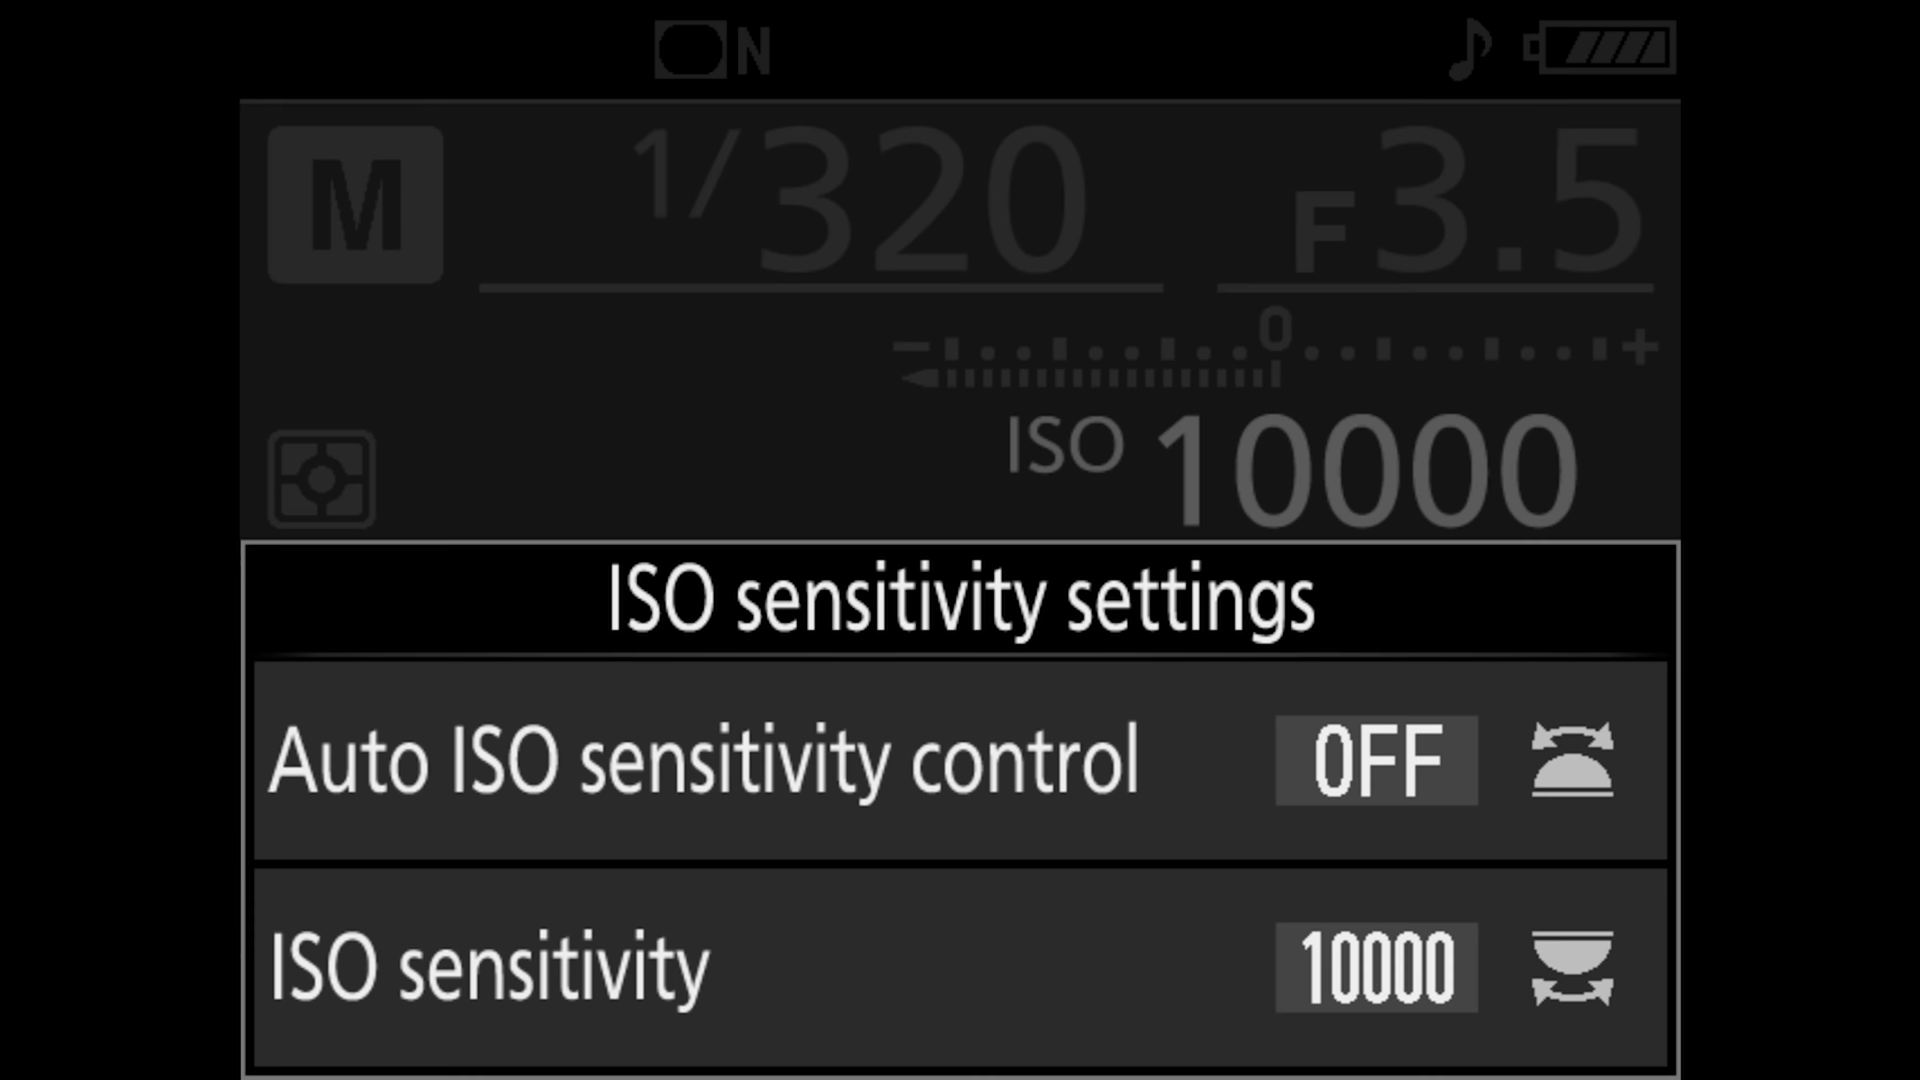 N
M 1/320 F3.5
- 0 +
ISO 10000
ISO sensitivity settings
Auto ISO sensitivity control OFF
ISO sensitivity 10000